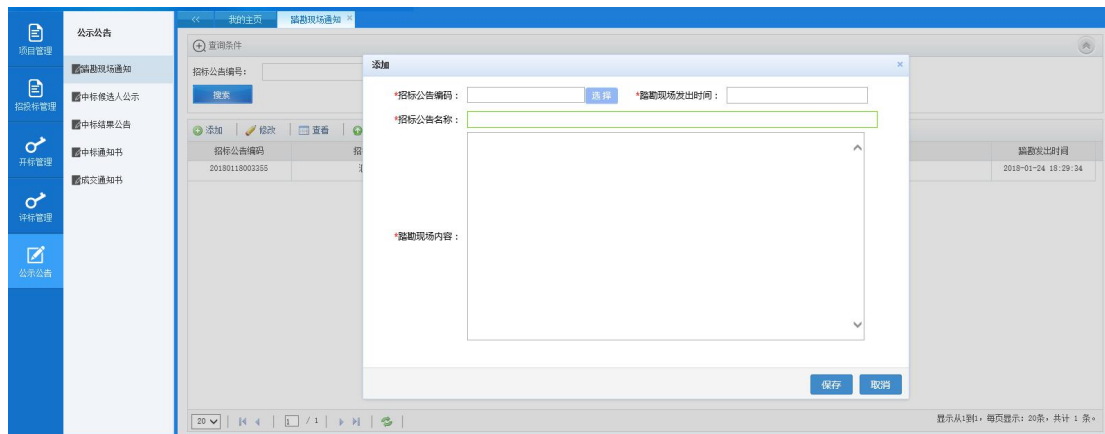 << 我的主页 踏勘现场通知 ×
项目管理
招投标管理
开标管理
评标管理
公示公告
公示公告
踏勘现场通知
中标候选人公示
中标结果公告
中标通知书
成交通知书
查询条件
招标公告编号：
搜索
添加 修改 查看
招标公告编码 招 踏勘发出时间
20180118003355 2018-01-24 18:29:34
添加 ×
*招标公告编码： 选择 *踏勘现场发出时间：
*招标公告名称：
*踏勘现场内容：
保存 取消
20 1 / 1 显示从1到1，每页显示：20条，共计 1 条。